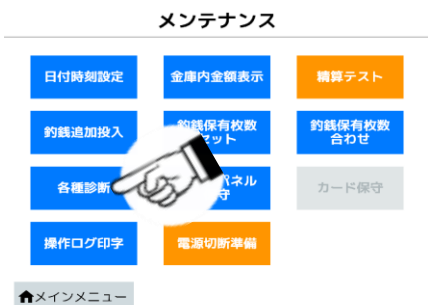 メンテナンス
日付時刻設定
金庫内金額表示
精算テスト
釣銭追加投入
釣銭保有枚数
セット
釣銭保有枚数
合わせ
各種診断
パネル
守
カード保守
操作ログ印字
電源切断準備
メインメニュー